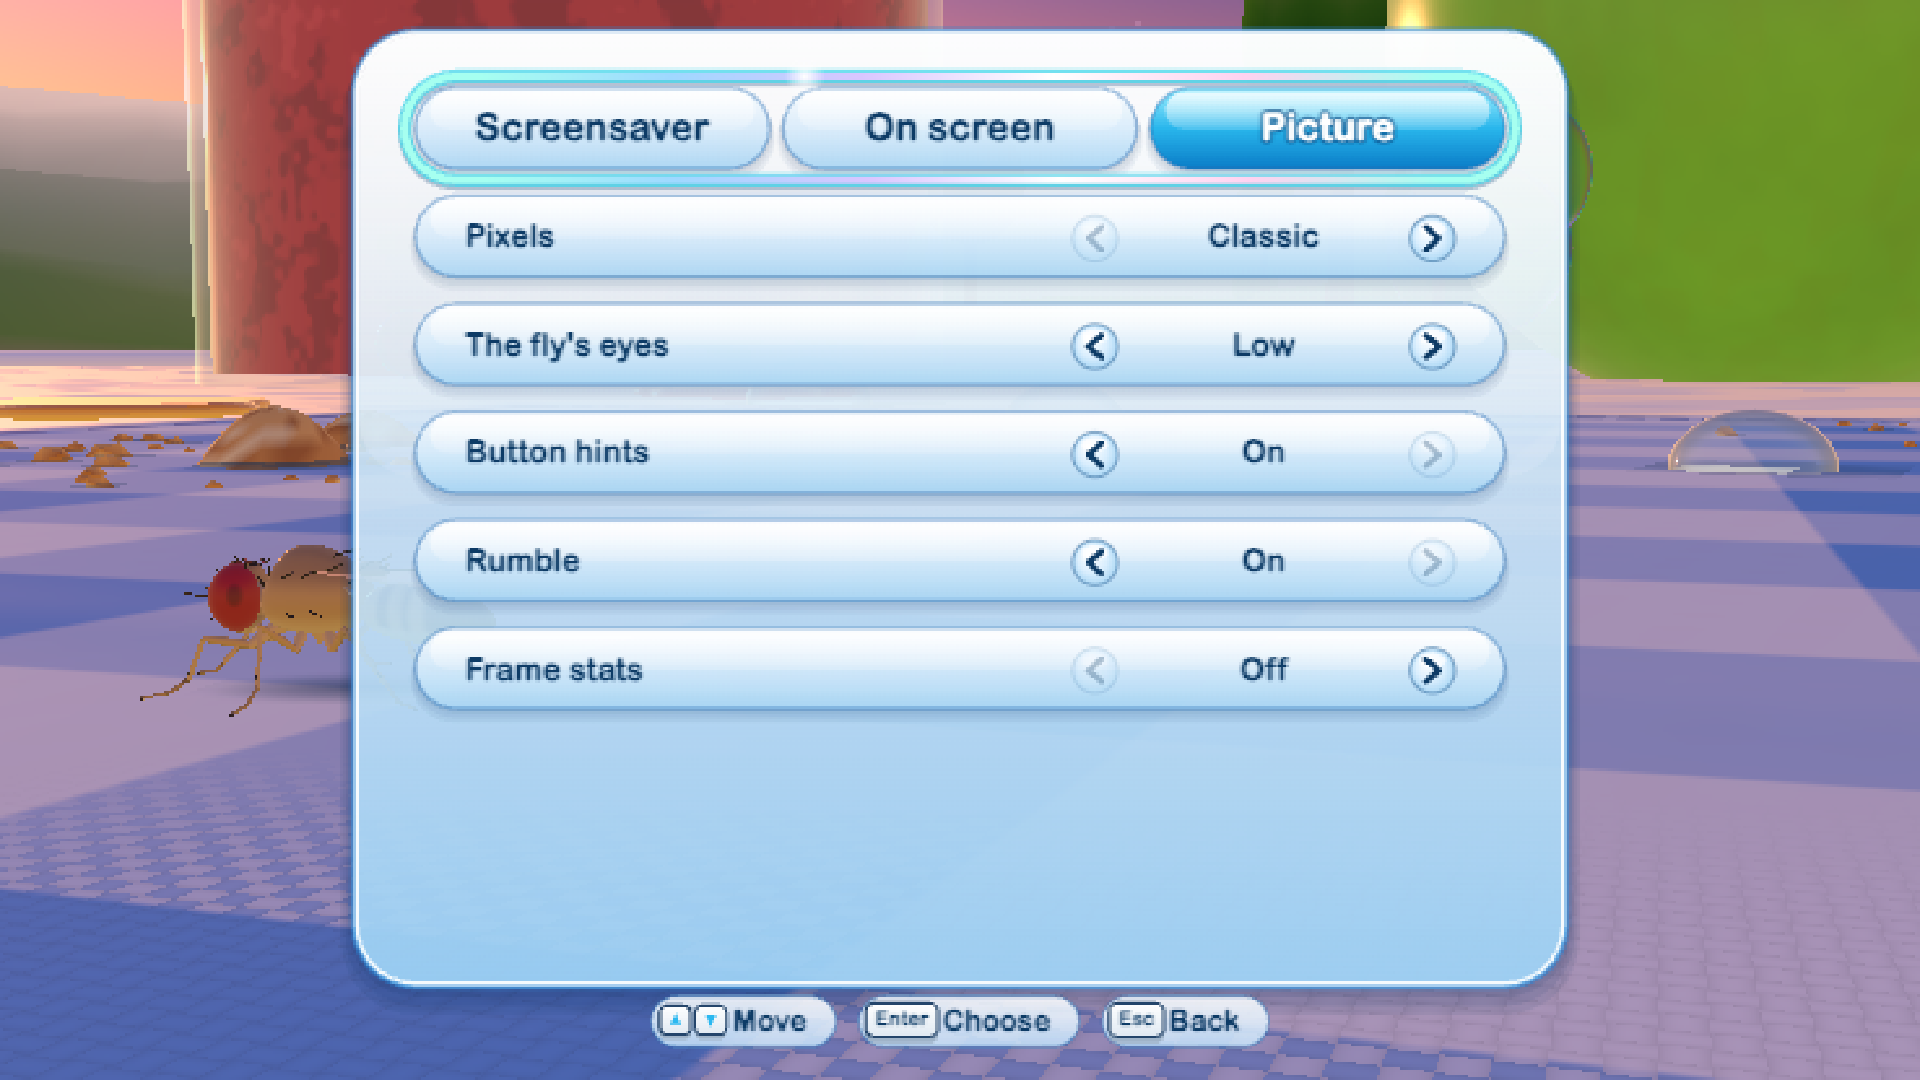 Screensaver On screen Picture
Pixels Classic
The fly's eyes Low
Button hints On
Rumble On
Frame stats Off
Move Enter Choose Esc Back